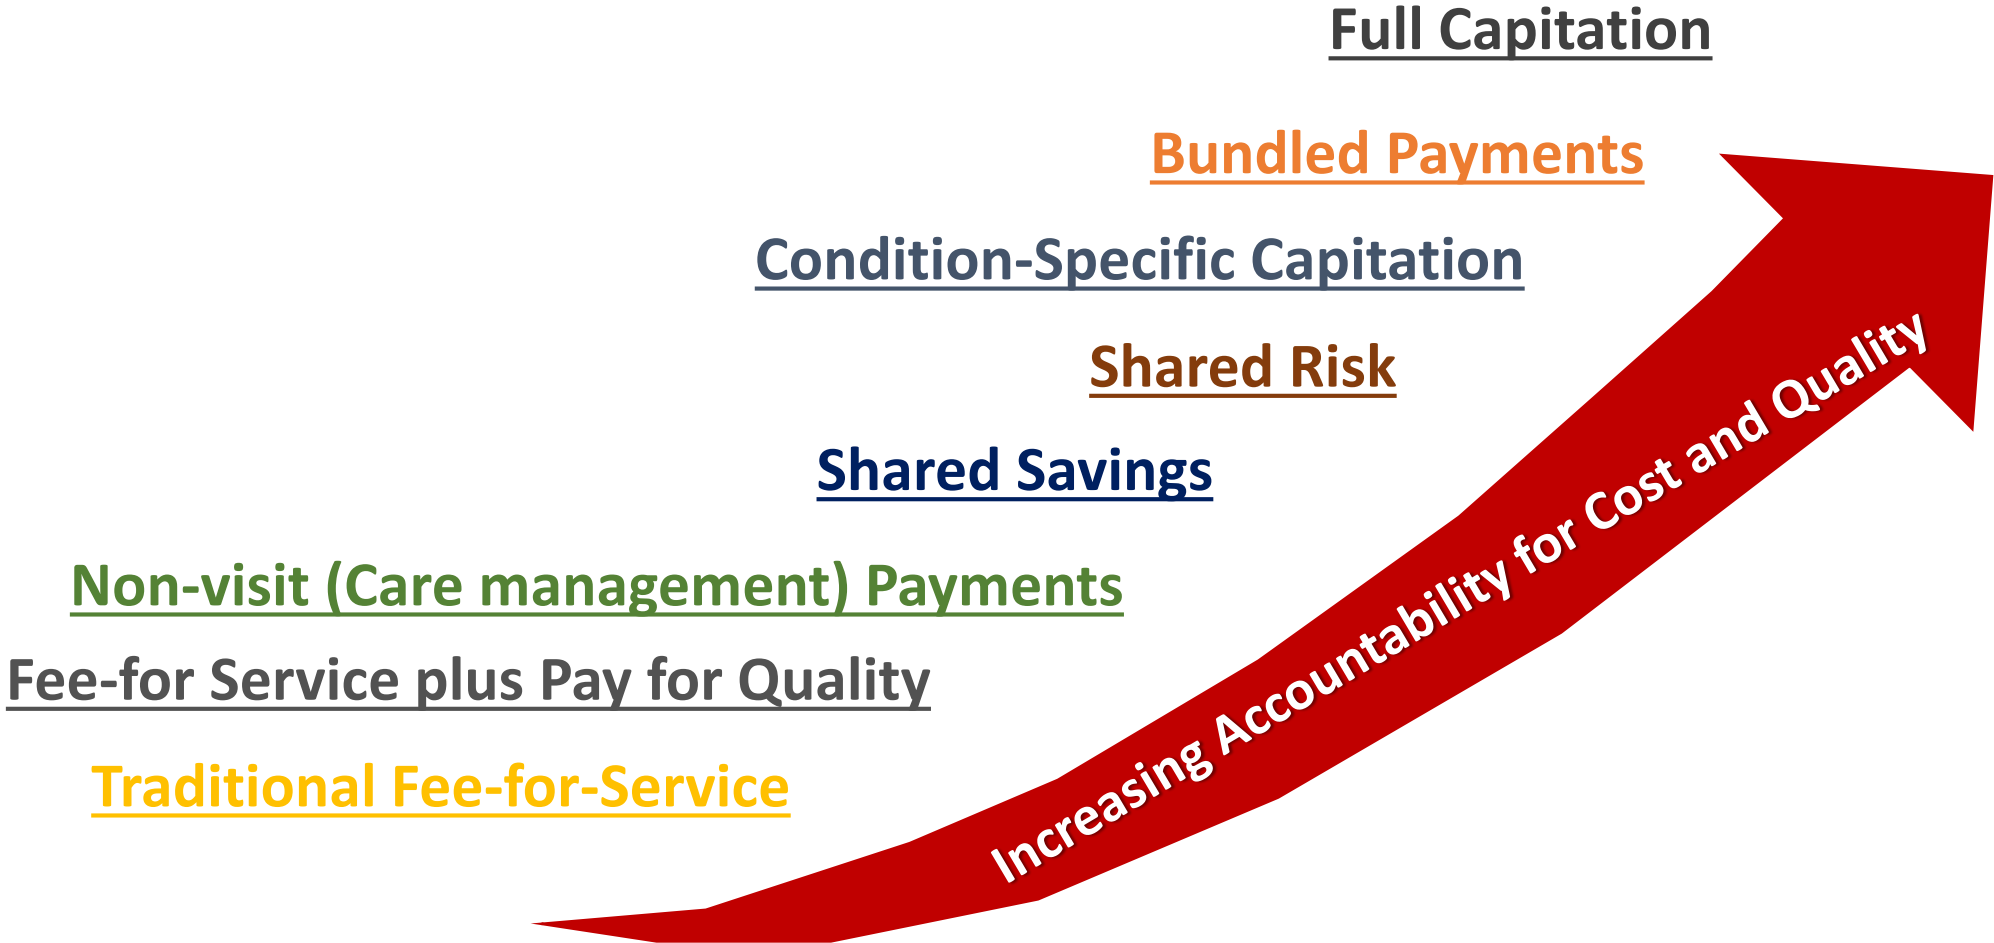 Full Capitation
Bundled Payments
Condition-Specific Capitation
Shared Risk
Shared Savings
Non-visit (Care management) Payments
Fee-for Service plus Pay for Quality
Traditional Fee-for-Service
Increasing Accountability for Cost and Quality